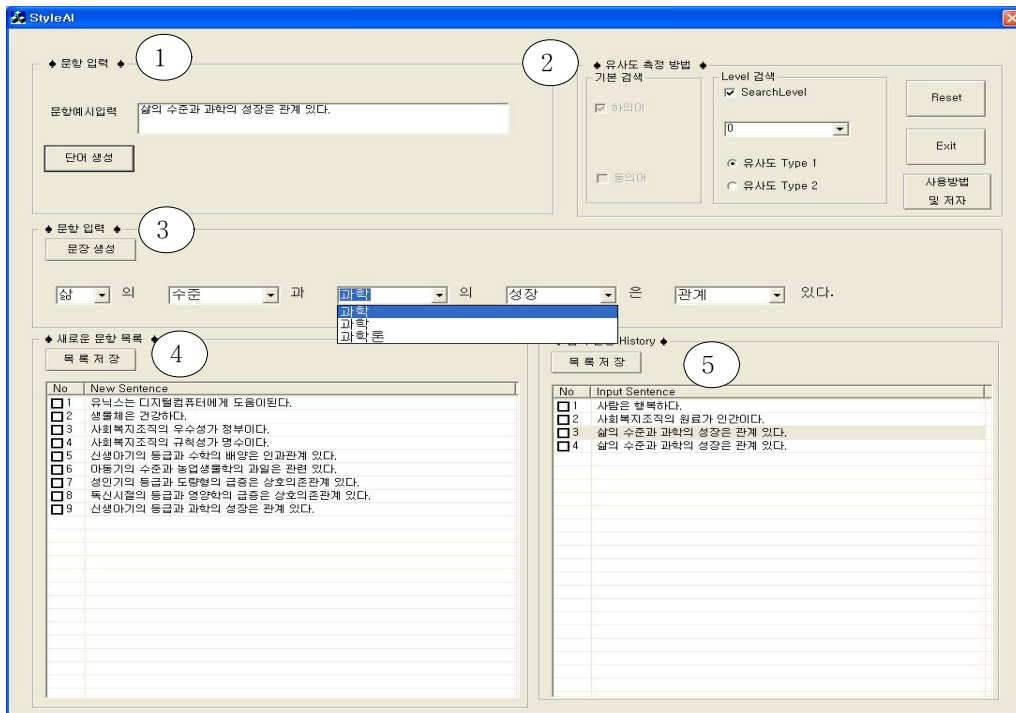 StyleAI
1
♠ 문항 입력 ♠
문항예시입력
삶의 수준과 과학의 성장은 관계 있다.
단어 생성
2
♠ 유사도 측정 방법 ♠
기본 검색
하의어
동의어
Level 검색
SearchLevel
0
유사도 Type 1
유사도 Type 2
Reset
Exit
사용방법
및 저자
3
♠ 문항 입력 ♠
문장 생성
삶 의 수준 과 과학 의 성장 은 관계 있다.
과학
과학
과학론
4
♠ 새로운 문항 목록 ♠
목 록 저 장
No New Sentence
1 유닉스는 디지털컴퓨터에게 도움이된다.
2 생물체은 건강하다.
3 사회복지조직의 우수성가 정부이다.
4 사회복지조직의 규칙성가 명수이다.
5 신생아기의 등급과 수학의 배양은 인과관계 있다.
6 아동기의 수준과 농업생물학의 과일은 관련 있다.
7 성인기의 등급과 도량형의 급증은 상호의존관계 있다.
8 독신시절의 등급과 영양학의 급증은 상호의존관계 있다.
9 신생아기의 등급과 과학의 성장은 관계 있다.
5
History ♠
목 록 저 장
No Input Sentence
1 사람은 행복하다.
2 사회복지조직의 원료가 인간이다.
3 삶의 수준과 과학의 성장은 관계 있다.
4 삶의 수준과 과학의 성장은 관계 있다.